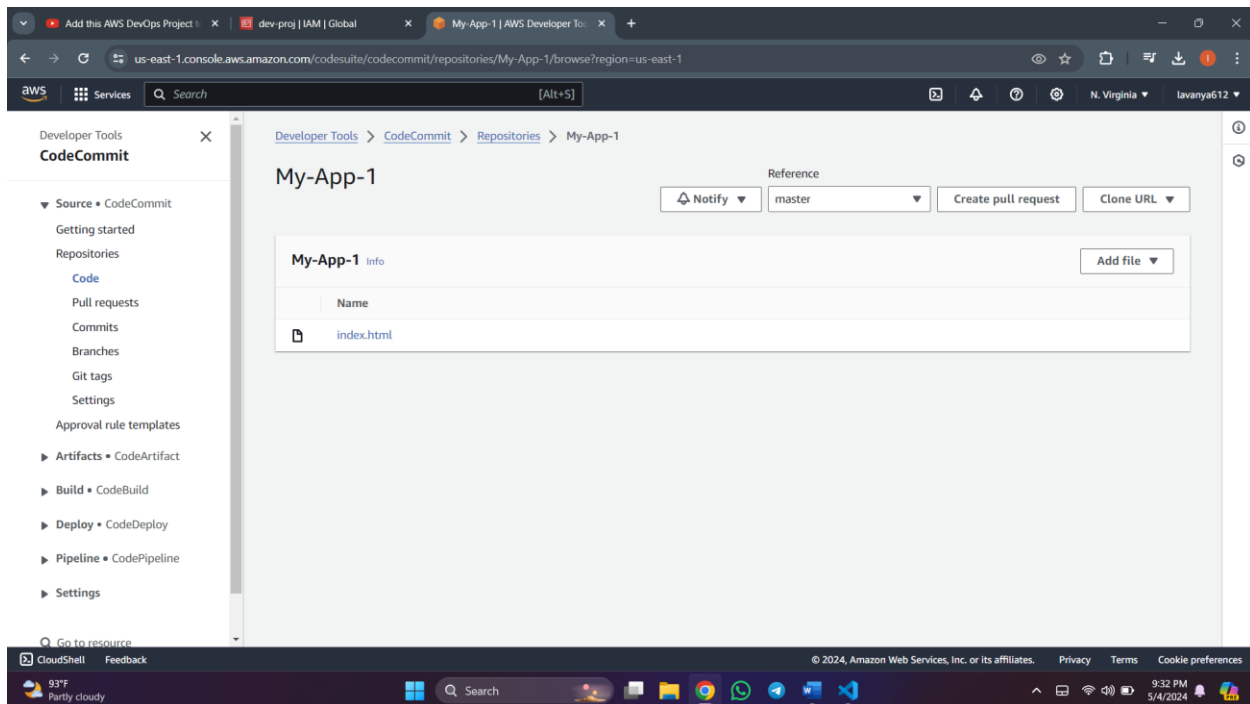 Add this AWS DevOps Project t
dev-proj | IAM | Global
My-App-1 | AWS Developer Too
us-east-1.console.aws.amazon.com/codesuite/codecommit/repositories/My-App-1/browse?region=us-east-1
aws
Services
Search
[Alt+S]
N. Virginia
lavanya612
Developer Tools
CodeCommit
Source • CodeCommit
Getting started
Repositories
Code
Pull requests
Commits
Branches
Git tags
Settings
Approval rule templates
Artifacts • CodeArtifact
Build • CodeBuild
Deploy • CodeDeploy
Pipeline • CodePipeline
Settings
Go to resource
Developer Tools > CodeCommit > Repositories > My-App-1
My-App-1
Reference
Notify
master
Create pull request
Clone URL
My-App-1 Info
Add file
Name
index.html
CloudShell Feedback
© 2024, Amazon Web Services, Inc. or its affiliates. Privacy Terms Cookie preferences
93°F
Partly cloudy
Search
9:32 PM
5/4/2024